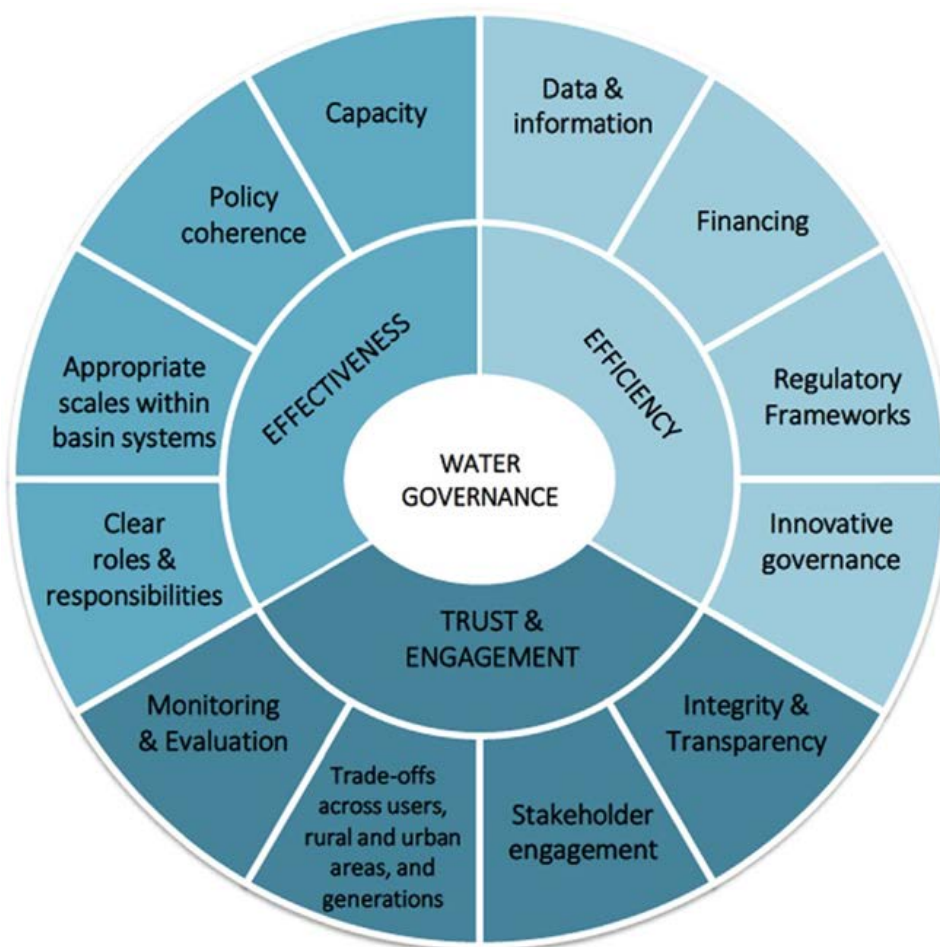 Capacity
Data &
information
Policy
coherence
Financing
Appropriate
scales within
basin systems
EFFECTIVENESS
EFFICIENCY
Regulatory
Frameworks
WATER
GOVERNANCE
Clear
roles &
responsibilities
Innovative
governance
TRUST &
ENGAGEMENT
Monitoring
& Evaluation
Trade-offs
across users,
rural and urban
areas, and
generations
Stakeholder
engagement
Integrity &
Transparency